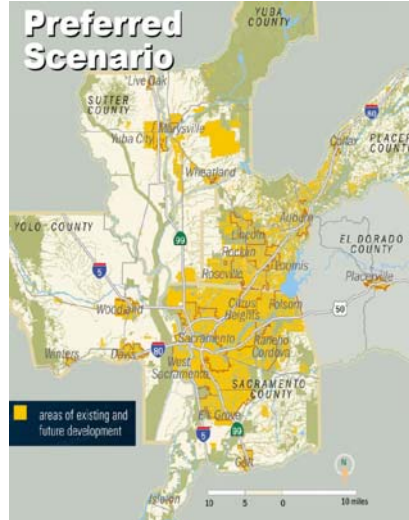 Preferred
Scenario
YUBA
COUNTY
Live Oak
SUTTER
COUNTY
Marysville
Yuba City
80
Colfax
PLACER
COUNTY
Wheatland
Auburn
99
YOLO COUNTY
Lincoln
EL DORADO
COUNTY
Rocklin
Loomis
5
Roseville
Placerville
Woodland
Citrus
Heights
Folsom
50
Sacramento
Winters
Davis
80
West
Sacramento
Rancho
Cordova
SACRAMENTO
COUNTY
areas of existing and
future development
Elk Grove
5
99
Galt
N
Isleton
10 5 0 10 miles